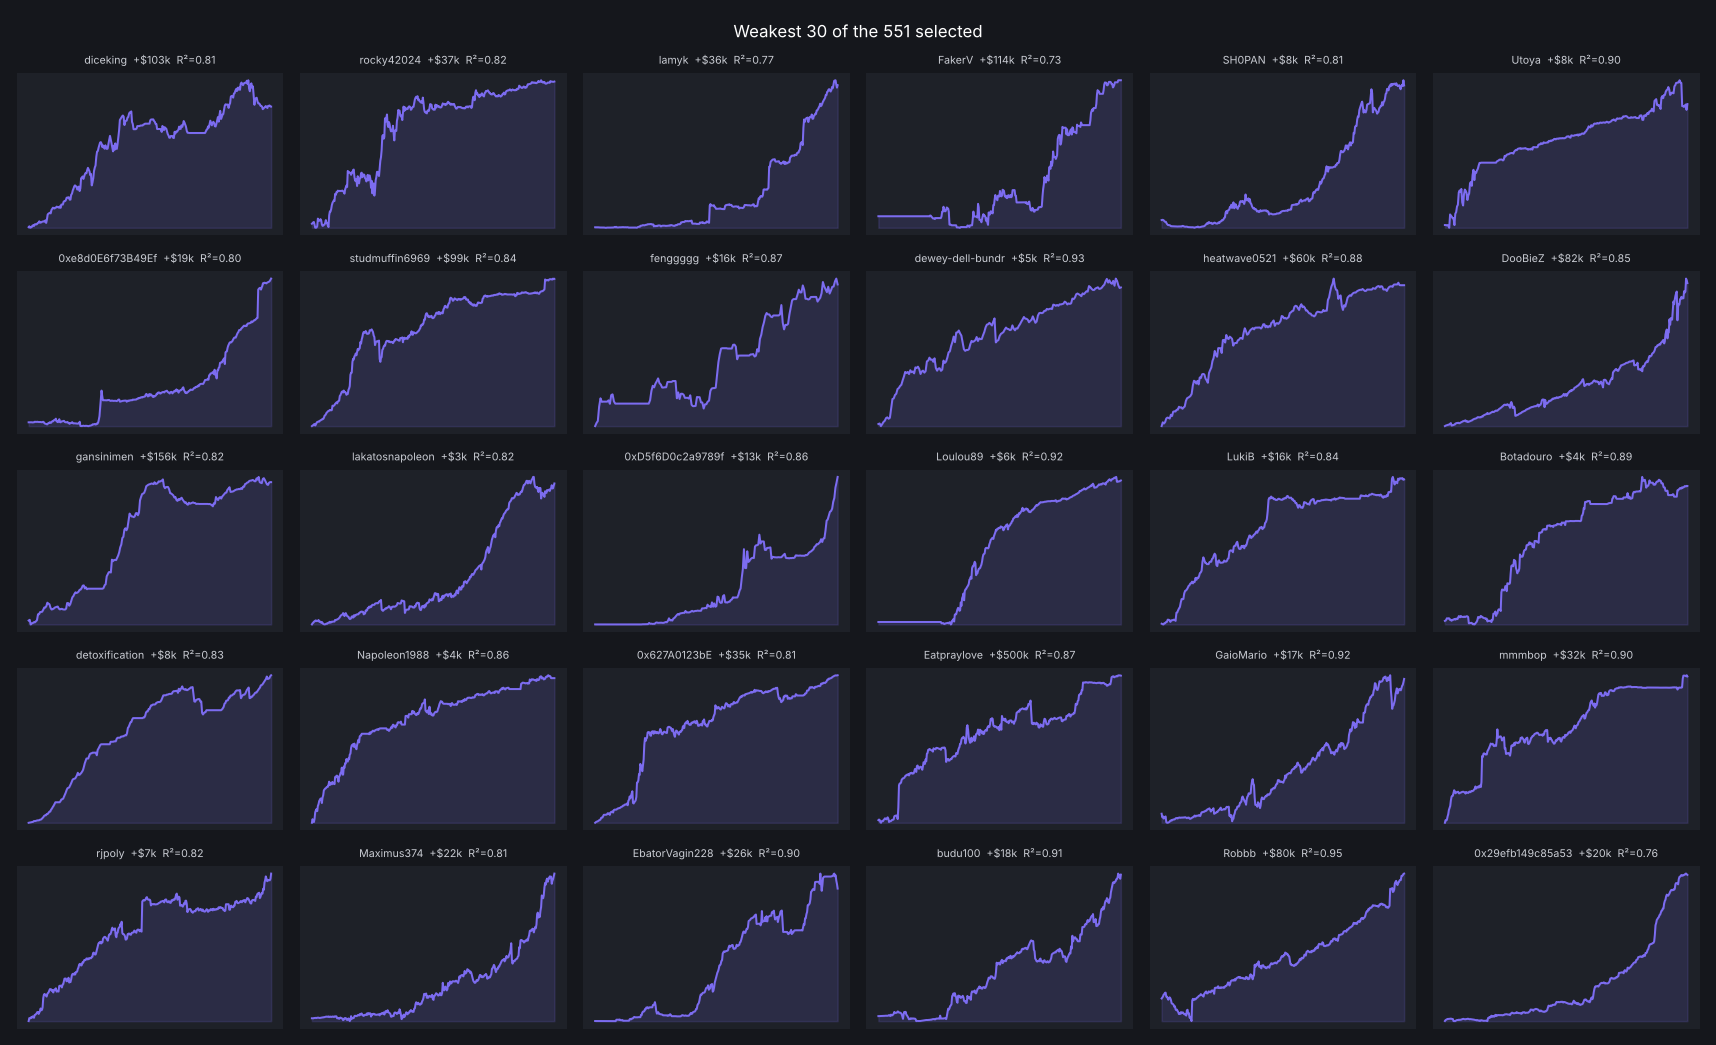 Weakest 30 of the 551 selected
diceking +$103k R²=0.81
rocky42024 +$37k R²=0.82
lamyk +$36k R²=0.77
FakerV +$114k R²=0.73
SH0PAN +$8k R²=0.81
Utoya +$8k R²=0.90
0xe8d0E6f73B49Ef +$19k R²=0.80
studmuffin6969 +$99k R²=0.84
fenggggg +$16k R²=0.87
dewey-dell-bundr +$5k R²=0.93
heatwave0521 +$60k R²=0.88
DooBieZ +$82k R²=0.85
gansinimen +$156k R²=0.82
lakatosnapoleon +$3k R²=0.82
0xD5f6D0c2a9789f +$13k R²=0.86
Loulou89 +$6k R²=0.92
LukiB +$16k R²=0.84
Botadouro +$4k R²=0.89
detoxification +$8k R²=0.83
Napoleon1988 +$4k R²=0.86
0x627A0123bE +$35k R²=0.81
Eatpraylove +$500k R²=0.87
GaioMario +$17k R²=0.92
mmmbop +$32k R²=0.90
rjpoly +$7k R²=0.82
Maximus374 +$22k R²=0.81
EbatorVagin228 +$26k R²=0.90
budu100 +$18k R²=0.91
Robbb +$80k R²=0.95
0x29efb149c85a53 +$20k R²=0.76